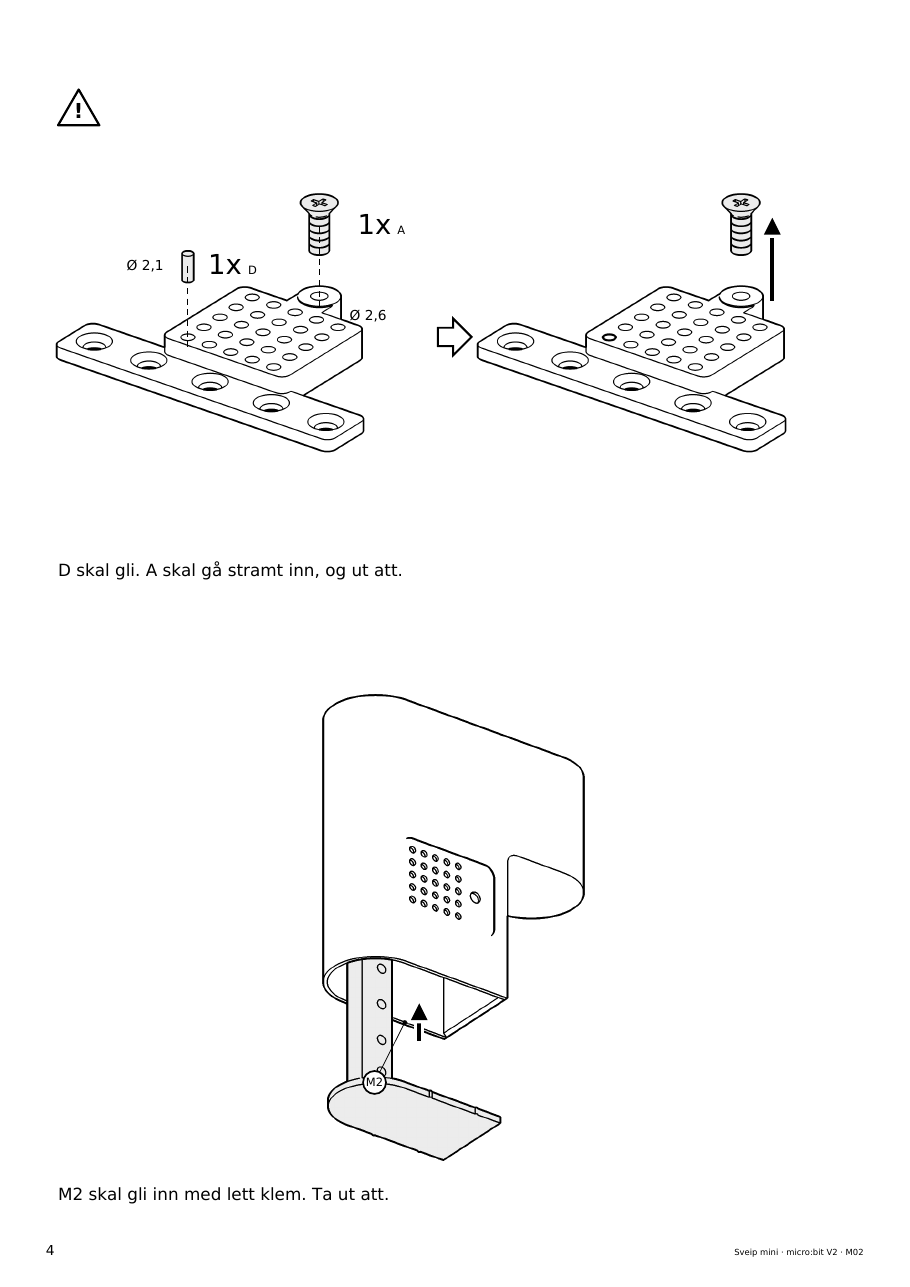 !
1x A
Ø 2,1 1x D
Ø 2,6
D skal gli. A skal gå stramt inn, og ut att.
M2
M2 skal gli inn med lett klem. Ta ut att.
4
Sveip mini · micro:bit V2 · M02